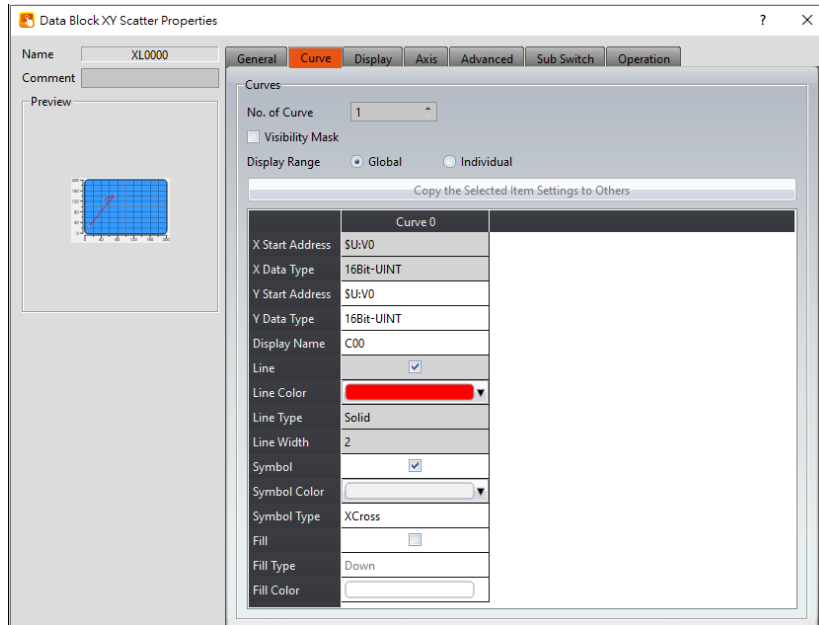 Data Block XY Scatter Properties ? ×
Name XL0000
Comment
Preview
General Curve Display Axis Advanced Sub Switch Operation
Curves
No. of Curve 1
Visibility Mask
Display Range Global Individual
Copy the Selected Item Settings to Others
Curve 0
X Start Address $U:V0
X Data Type 16Bit-UINT
Y Start Address $U:V0
Y Data Type 16Bit-UINT
Display Name C00
Line
Line Color
Line Type Solid
Line Width 2
Symbol
Symbol Color
Symbol Type XCross
Fill
Fill Type Down
Fill Color